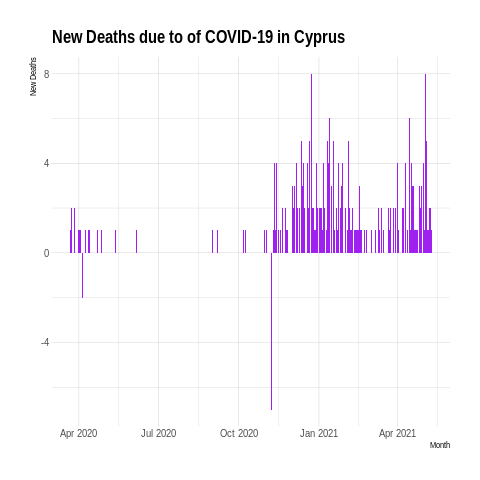 New Deaths due to of COVID-19 in Cyprus
New Deaths
8
4
0
-4
Apr 2020 Jul 2020 Oct 2020 Jan 2021 Apr 2021
Month